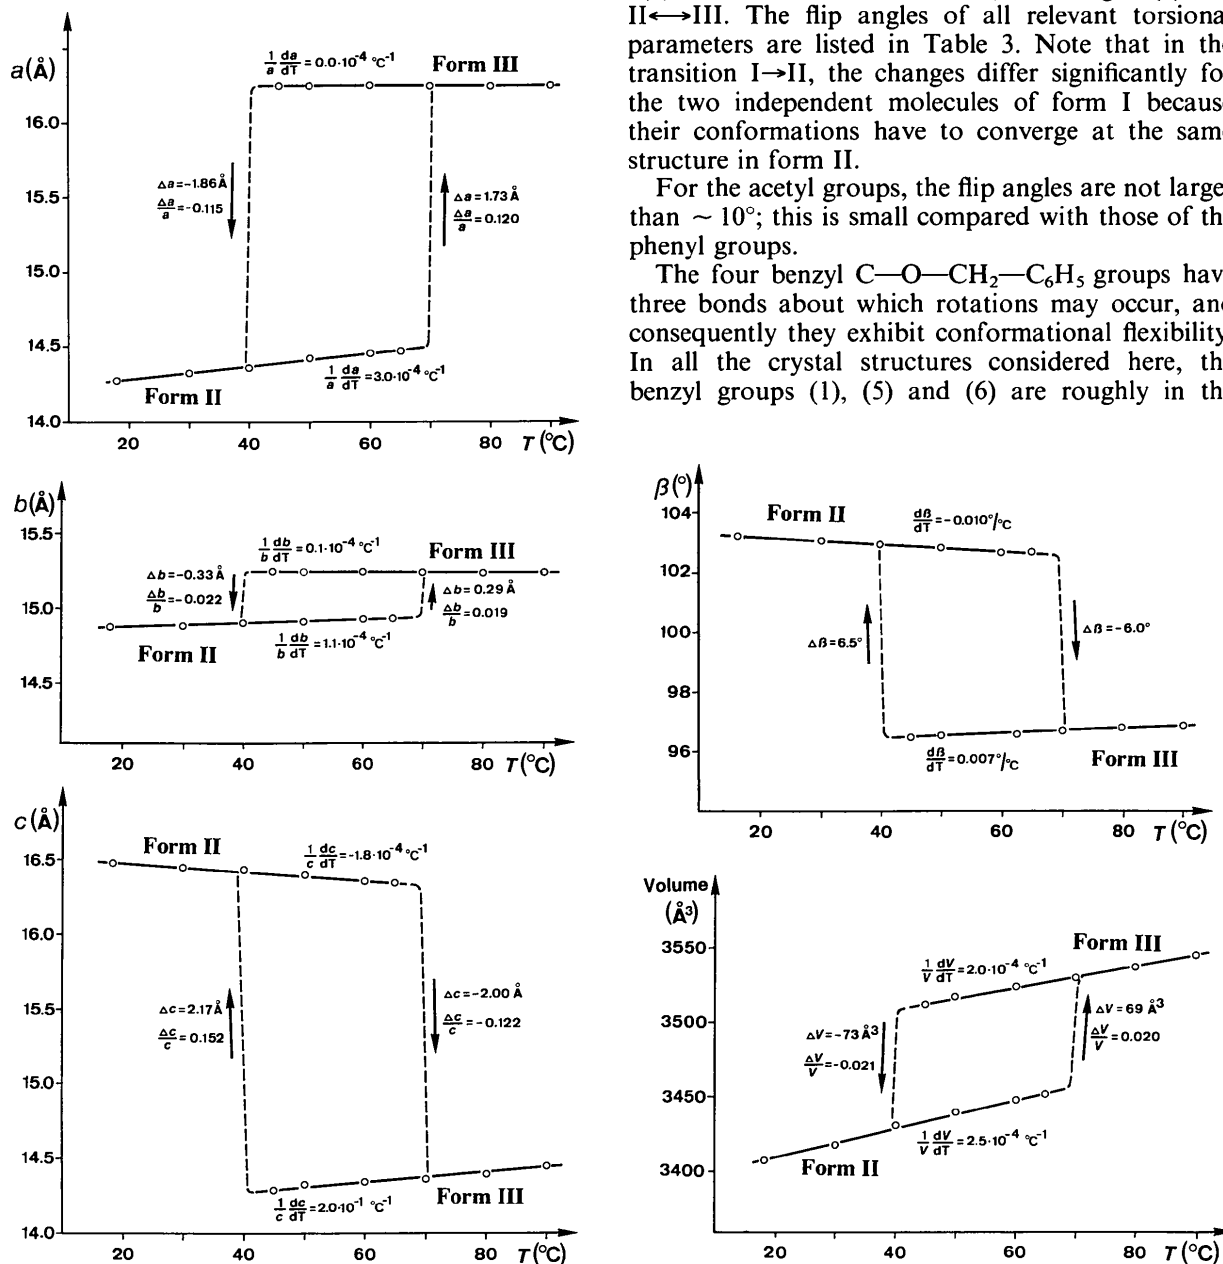 II↔III. The flip angles of all relevant torsiona
parameters are listed in Table 3. Note that in th
transition I→II, the changes differ significantly fo
the two independent molecules of form I becaus
their conformations have to converge at the sam
structure in form II.
For the acetyl groups, the flip angles are not large
than ~ 10°; this is small compared with those of th
phenyl groups.
The four benzyl C—O—CH₂—C₆H₅ groups hav
three bonds about which rotations may occur, and
consequently they exhibit conformational flexibility
In all the crystal structures considered here, th
benzyl groups (1), (5) and (6) are roughly in th
a(Å)
1/a da/dT = 0.0·10⁻⁴ °C⁻¹
Form III
16.0
15.5
15.0
14.5
14.0
Δa=-1.86Å
Δa/a=-0.115
Δa=1.73Å
Δa/a=0.120
1/a da/dT = 3.0·10⁻⁴ °C⁻¹
Form II
20 40 60 80 T(°C)
b(Å)
15.5
15.0
14.5
1/b db/dT = 0.1·10⁻⁴ °C⁻¹
Form III
Δb=-0.33Å
Δb/b=-0.022
Δb=0.29Å
Δb/b=0.019
Form II
1/b db/dT = 1.1·10⁻⁴ °C⁻¹
20 40 60 80 T(°C)
c(Å)
16.5
16.0
15.5
15.0
14.5
14.0
Form II
1/c dc/dT = -1.8·10⁻⁴ °C⁻¹
Δc=2.17Å
Δc/c=0.152
Δc=-2.00Å
Δc/c=-0.122
1/c dc/dT = 2.0·10⁻¹ °C⁻¹
Form III
20 40 60 80 T(°C)
β(°)
104
102
100
98
96
Form II
dβ/dT = -0.010°/°C
Δβ=6.5°
Δβ=-6.0°
dβ/dT = 0.007°/°C
Form III
20 40 60 80 T(°C)
Volume
(Å³)
3550
3500
3450
3400
Form III
1/V dV/dT = 2.0·10⁻⁴ °C⁻¹
ΔV=-73Å³
ΔV/V=-0.021
ΔV=69Å³
ΔV/V=0.020
1/V dV/dT = 2.5·10⁻⁴ °C⁻¹
Form II
20 40 60 80 T(°C)